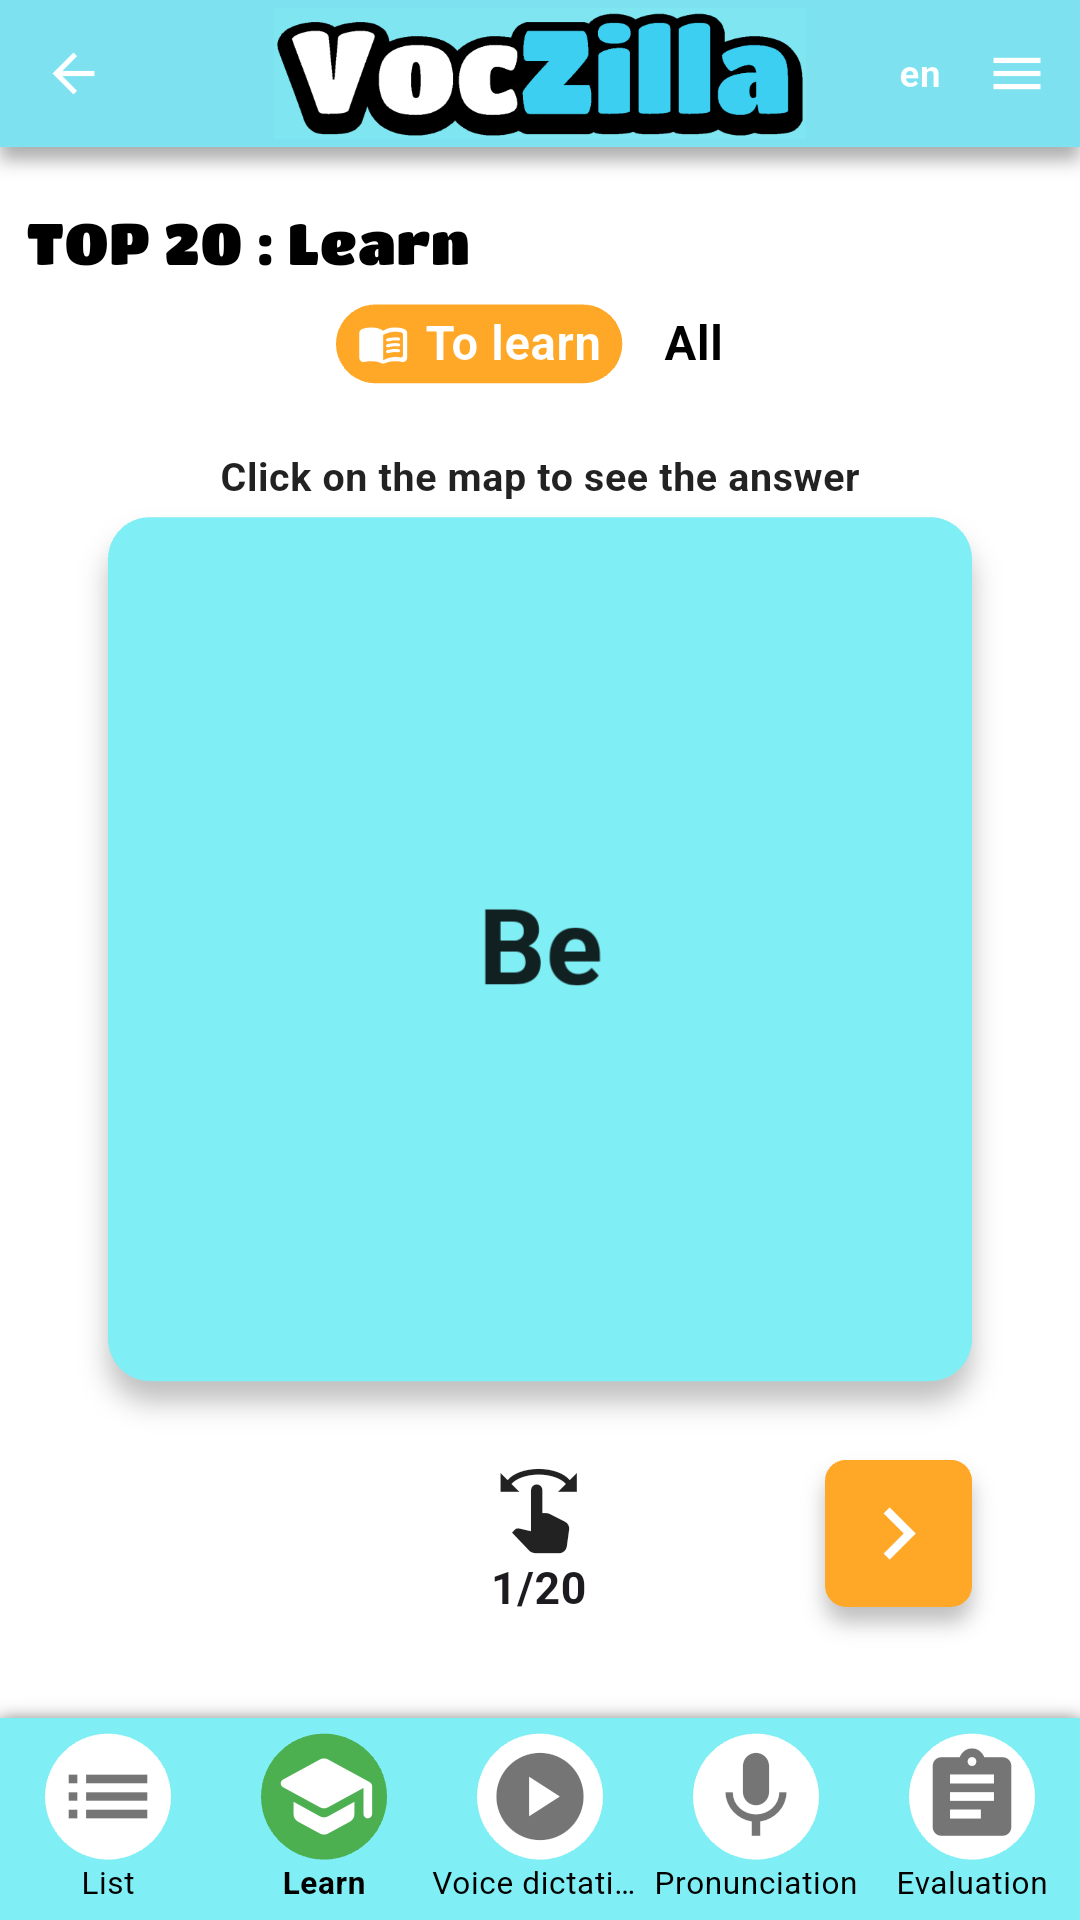 VocZilla
en
TOP 20 : Learn
To learn
All
Click on the map to see the answer
Be
1/20
List
Learn
Voice dictati…
Pronunciation
Evaluation